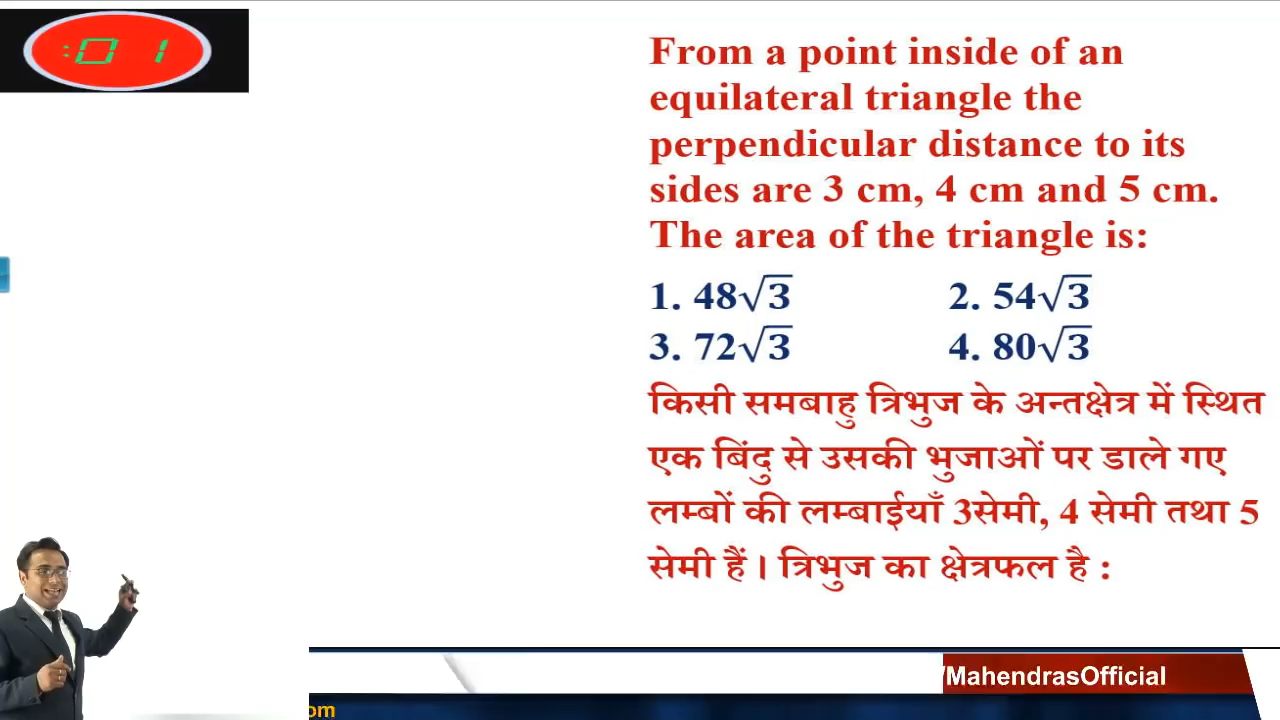 :01
From a point inside of an
equilateral triangle the
perpendicular distance to its
sides are 3 cm, 4 cm and 5 cm.
The area of the triangle is:
1. 48√3 2. 54√3
3. 72√3 4. 80√3
किसी समबाहु त्रिभुज के अन्तक्षेत्र में स्थित
एक बिंदु से उसकी भुजाओं पर डाले गए
लम्बों की लम्बाईयाँ 3सेमी, 4 सेमी तथा 5
सेमी हैं। त्रिभुज का क्षेत्रफल है :
/MahendrasOfficial
om